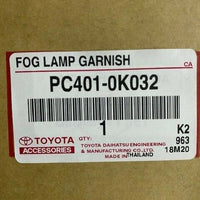 FOG LAMP GARNISH
CA
PC401-0K032
1
K2
TOYOTA
ACCESSORIES
QTY:
TOYOTA DAIHATSU ENGINEERING
& MANUFACTURING CO.,LTD.
MADE IN THAILAND
963
18M20